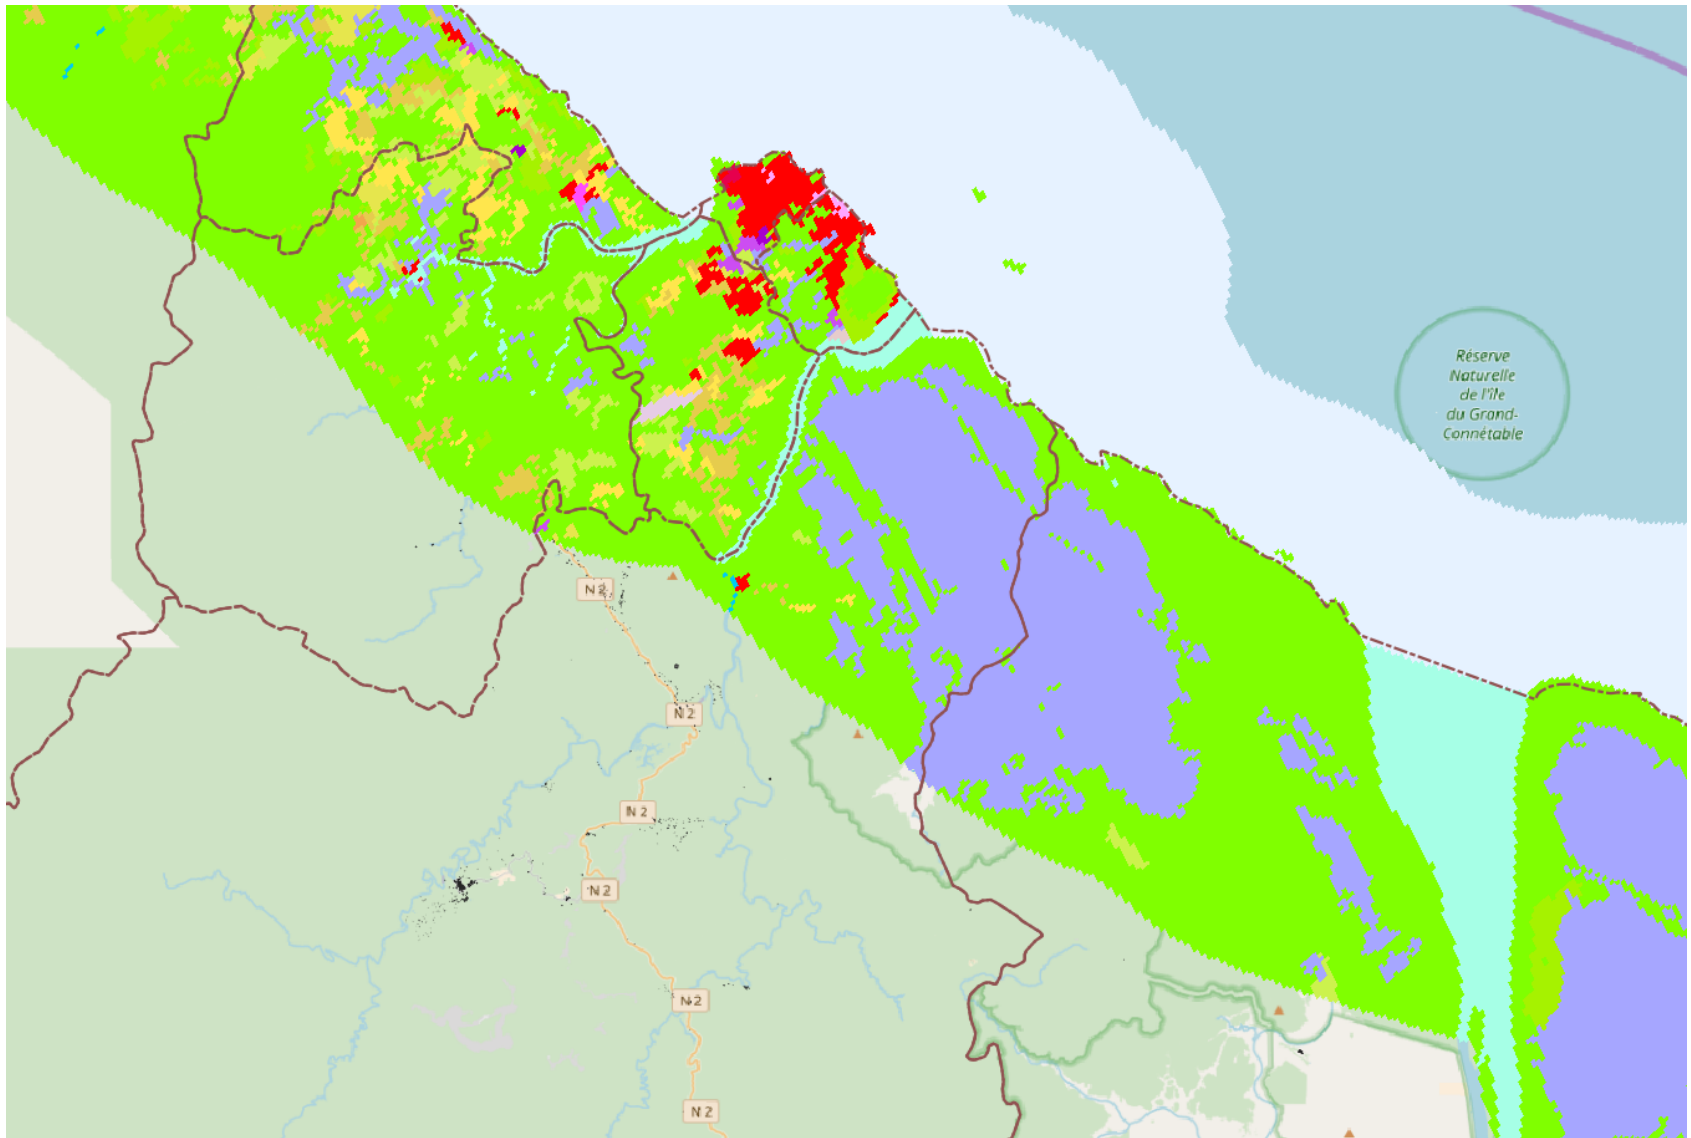 Réserve
Naturelle
de l'île
du Grand-
Connétable
N 2
N 2
N 2
N 2
N 2
N 2